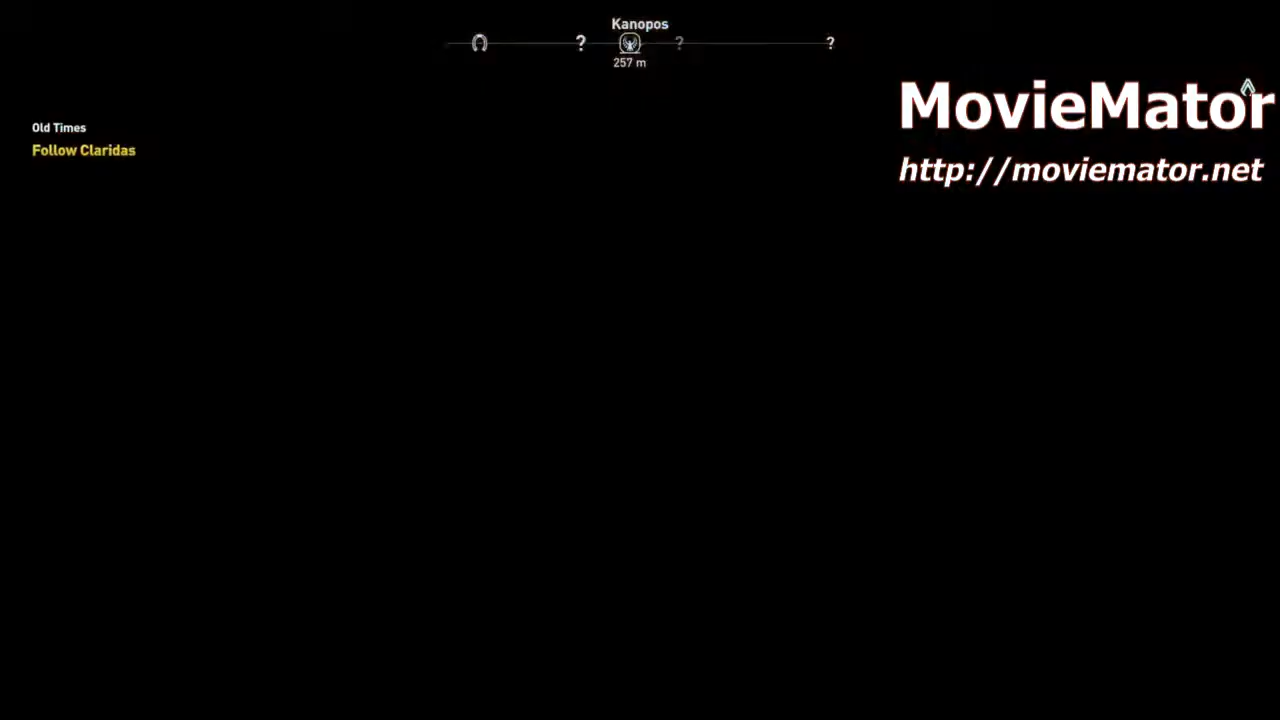 Kanopos
? ? ?
257 m
MovieMator
http://moviemator.net
Old Times
Follow Claridas